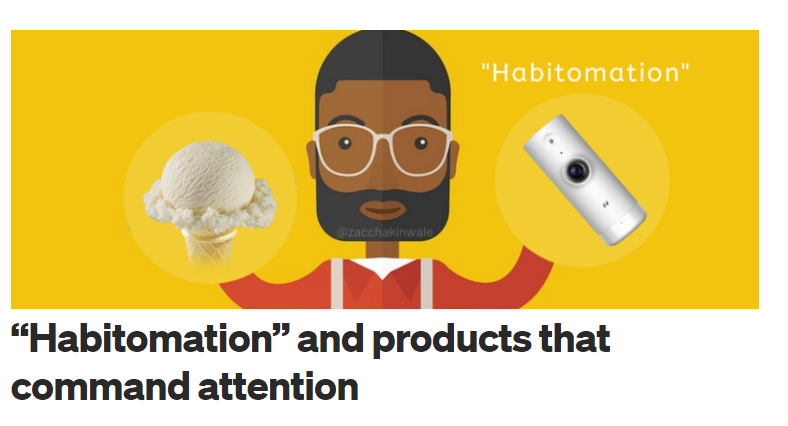 "Habitomation"
@zacchakinwale
“Habitomation” and products that
command attention